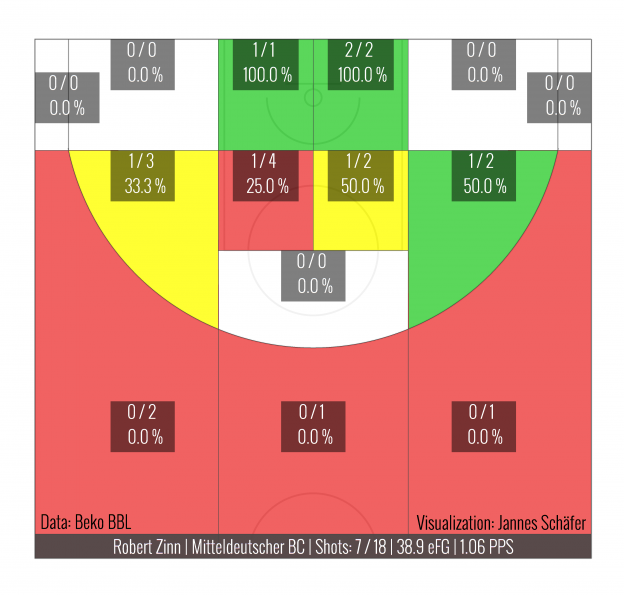 0 / 0
0.0 %
1 / 1
100.0 %
2 / 2
100.0 %
0 / 0
0.0 %
0 / 0
0.0 %
0 / 0
0.0 %
1 / 3
33.3 %
1 / 4
25.0 %
1 / 2
50.0 %
1 / 2
50.0 %
0 / 0
0.0 %
0 / 2
0.0 %
0 / 1
0.0 %
0 / 1
0.0 %
Data: Beko BBL
Visualization: Jannes Schäfer
Robert Zinn | Mitteldeutscher BC | Shots: 7 / 18 | 38.9 eFG | 1.06 PPS